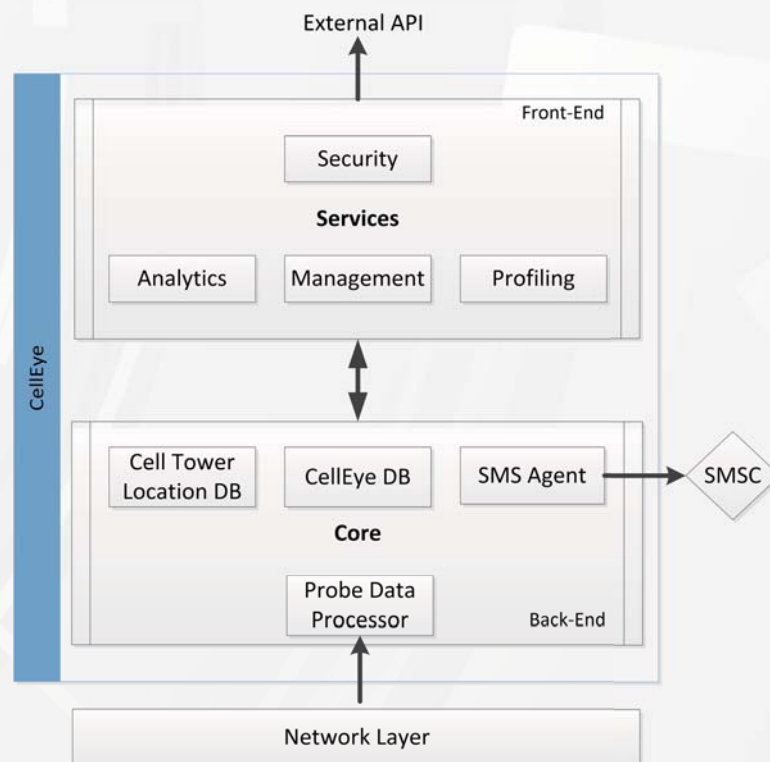 External API
Front-End
Security
Services
Analytics
Management
Profiling
CellEye
Cell Tower
Location DB
CellEye DB
SMS Agent
SMSC
Core
Probe Data
Processor
Back-End
Network Layer